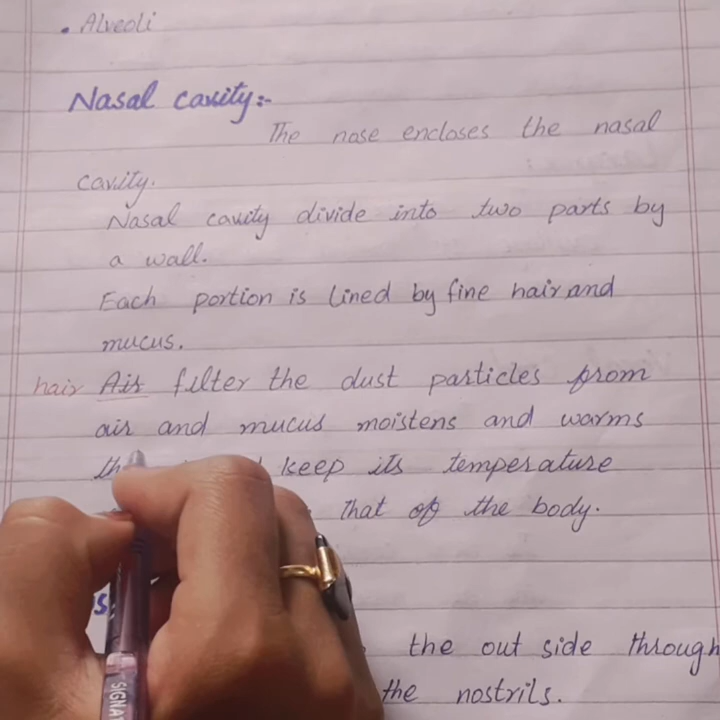 • Alveoli
Nasal cavity:-
The nose encloses the nasal
cavity.
Nasal cavity divide into two parts by
a wall.
Each portion is lined by fine hair and
mucus.
hair Air filter the dust particles from
air and mucus moistens and warms
keep its temperature
that of the body.
the out side through
the nostrils.
SIGNA